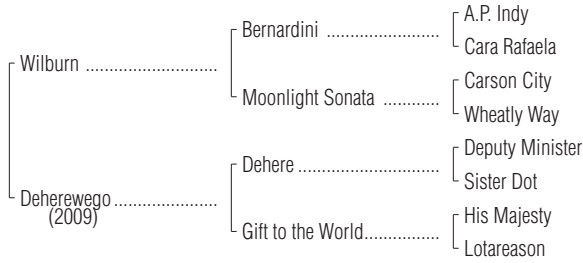 A.P. Indy
Bernardini ........................
Cara Rafaela
Wilburn ............................
Carson City
Moonlight Sonata ............
Wheatly Way
Deputy Minister
Dehere ..............................
Sister Dot
Deherewego ......................
(2009)
His Majesty
Gift to the World................
Lotareason